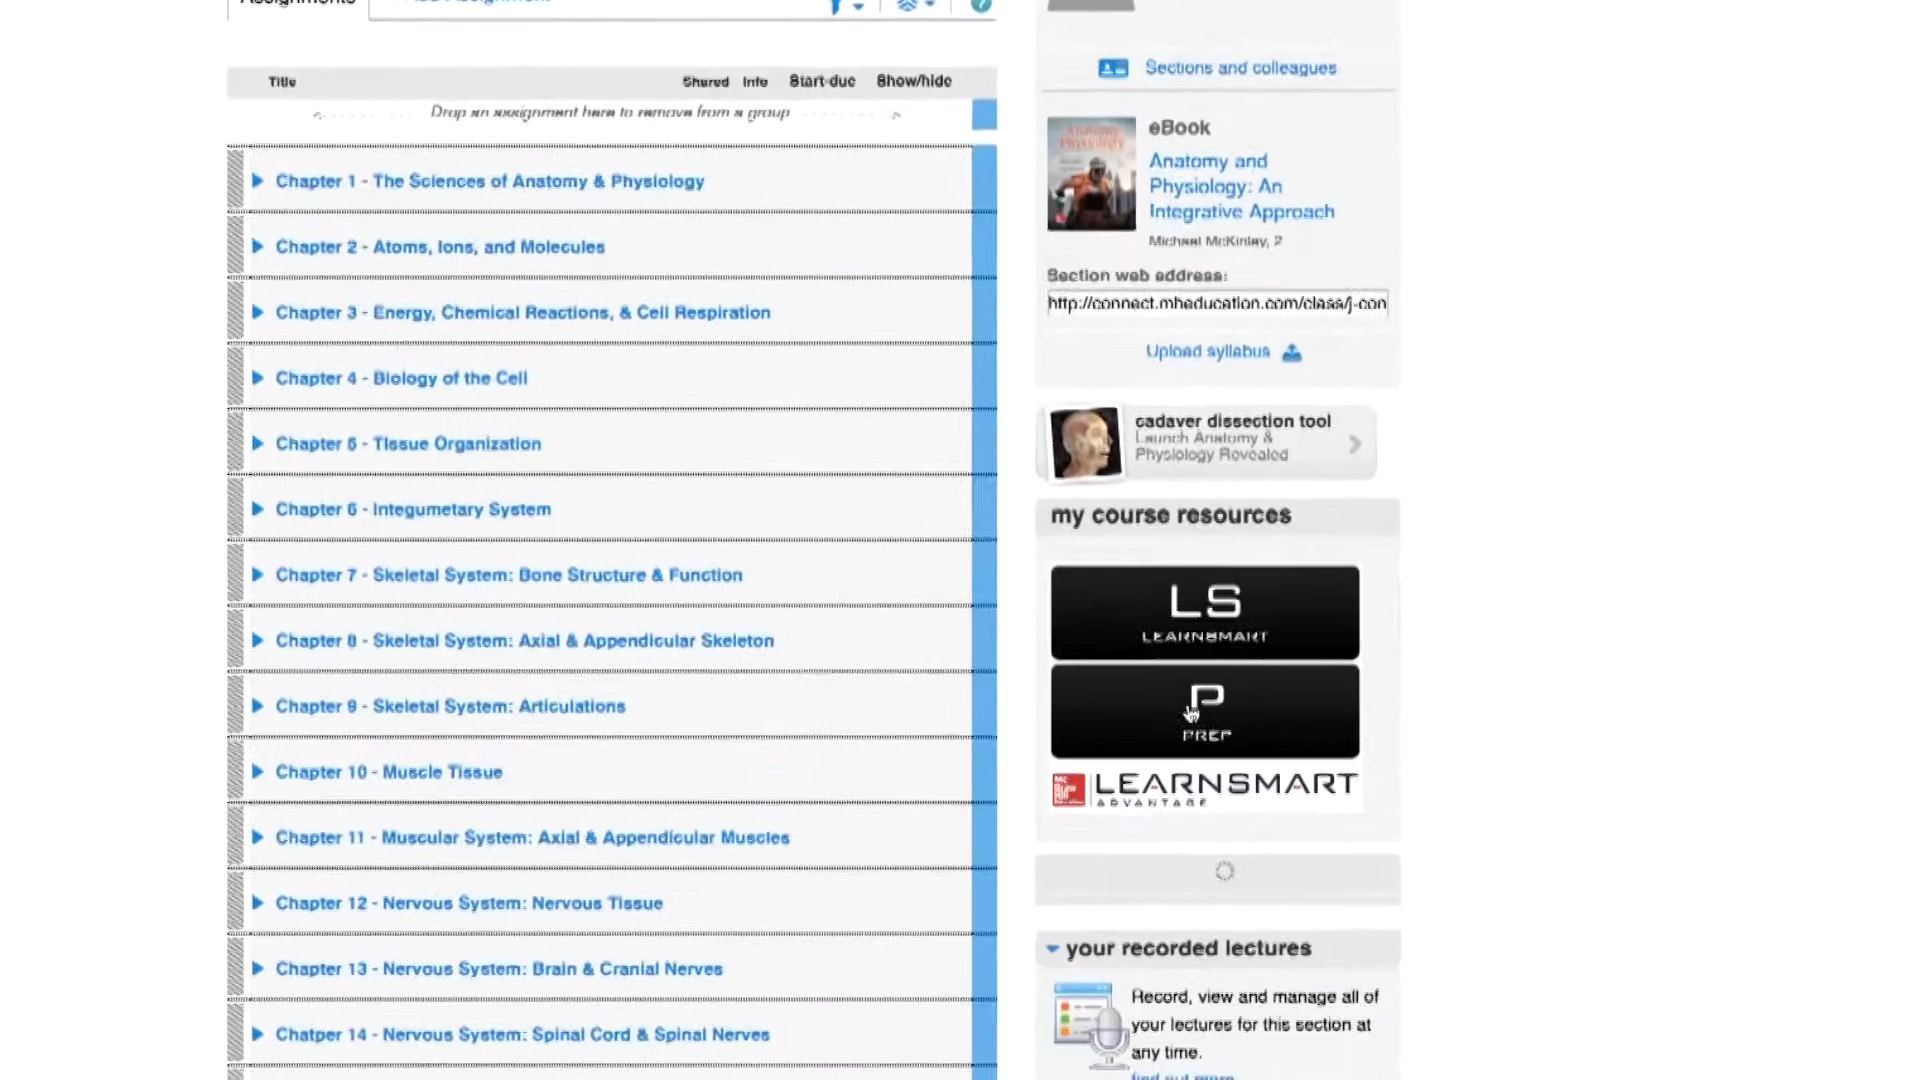 Assignments
Title Shared Info Start-due Show/hide
Drop an assignment here to remove from a group
Chapter 1 - The Sciences of Anatomy & Physiology
Chapter 2 - Atoms, Ions, and Molecules
Chapter 3 - Energy, Chemical Reactions, & Cell Respiration
Chapter 4 - Biology of the Cell
Chapter 5 - Tissue Organization
Chapter 6 - Integumetary System
Chapter 7 - Skeletal System: Bone Structure & Function
Chapter 8 - Skeletal System: Axial & Appendicular Skeleton
Chapter 9 - Skeletal System: Articulations
Chapter 10 - Muscle Tissue
Chapter 11 - Muscular System: Axial & Appendicular Muscles
Chapter 12 - Nervous System: Nervous Tissue
Chapter 13 - Nervous System: Brain & Cranial Nerves
Chatper 14 - Nervous System: Spinal Cord & Spinal Nerves
Sections and colleagues
Anatomy
Physiology
eBook
Anatomy and
Physiology: An
Integrative Approach
Michael McKinley, 2
Section web address:
http://connect.mheducation.com/class/j-con
Upload syllabus
cadaver dissection tool
Launch Anatomy &
Physiology Revealed
my course resources
LS
LEARNSMART
P
PREP
LEARNSMART
ADVANTAGE
your recorded lectures
Record, view and manage all of
your lectures for this section at
any time.
find out more